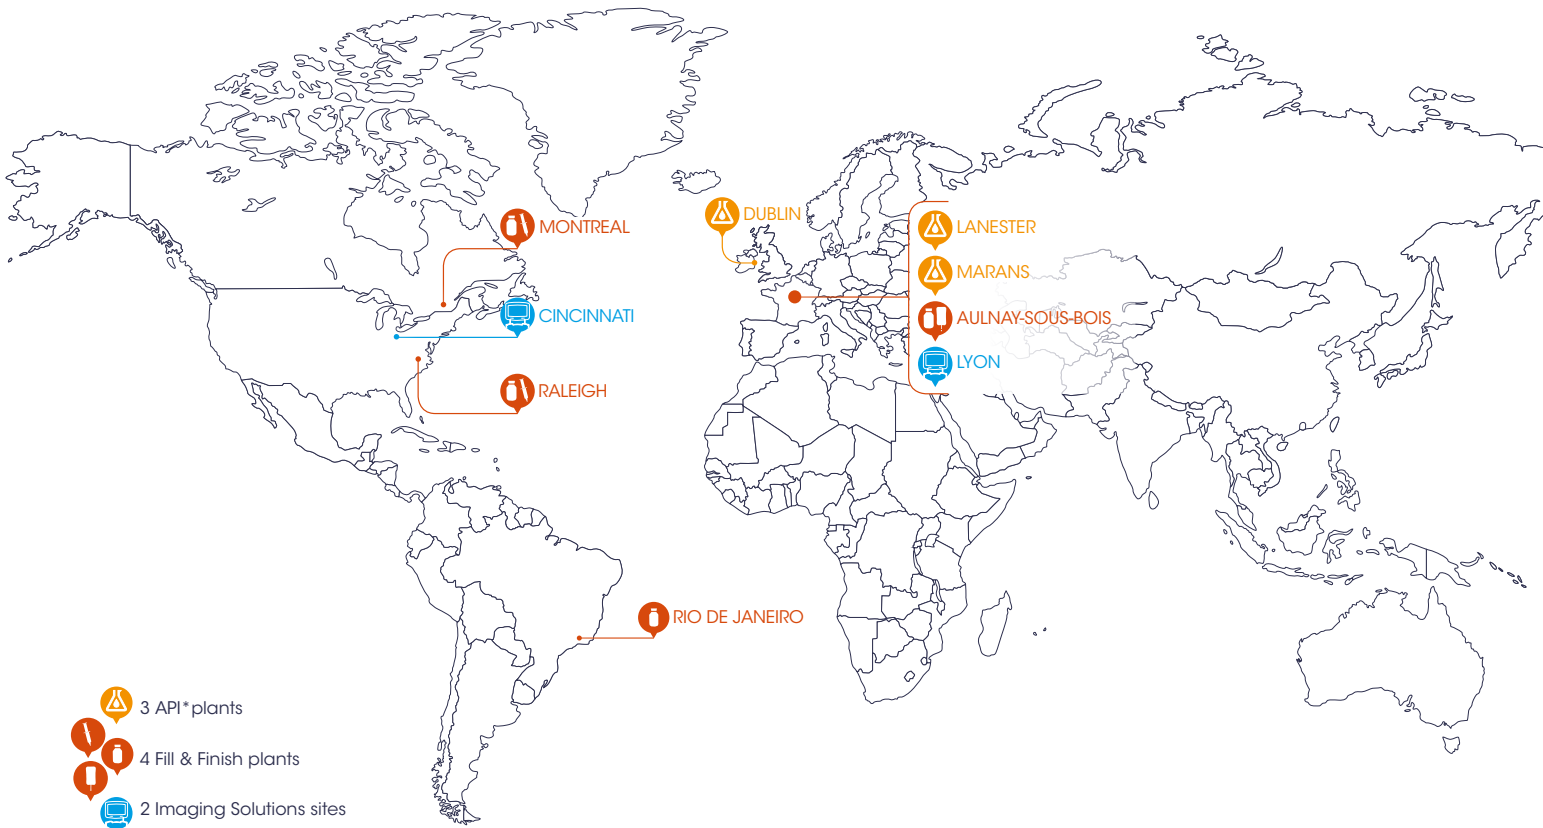 MONTREAL
CINCINNATI
RALEIGH
DUBLIN
LANESTER
MARANS
AULNAY-SOUS-BOIS
LYON
RIO DE JANEIRO
3 API* plants
4 Fill & Finish plants
2 Imaging Solutions sites